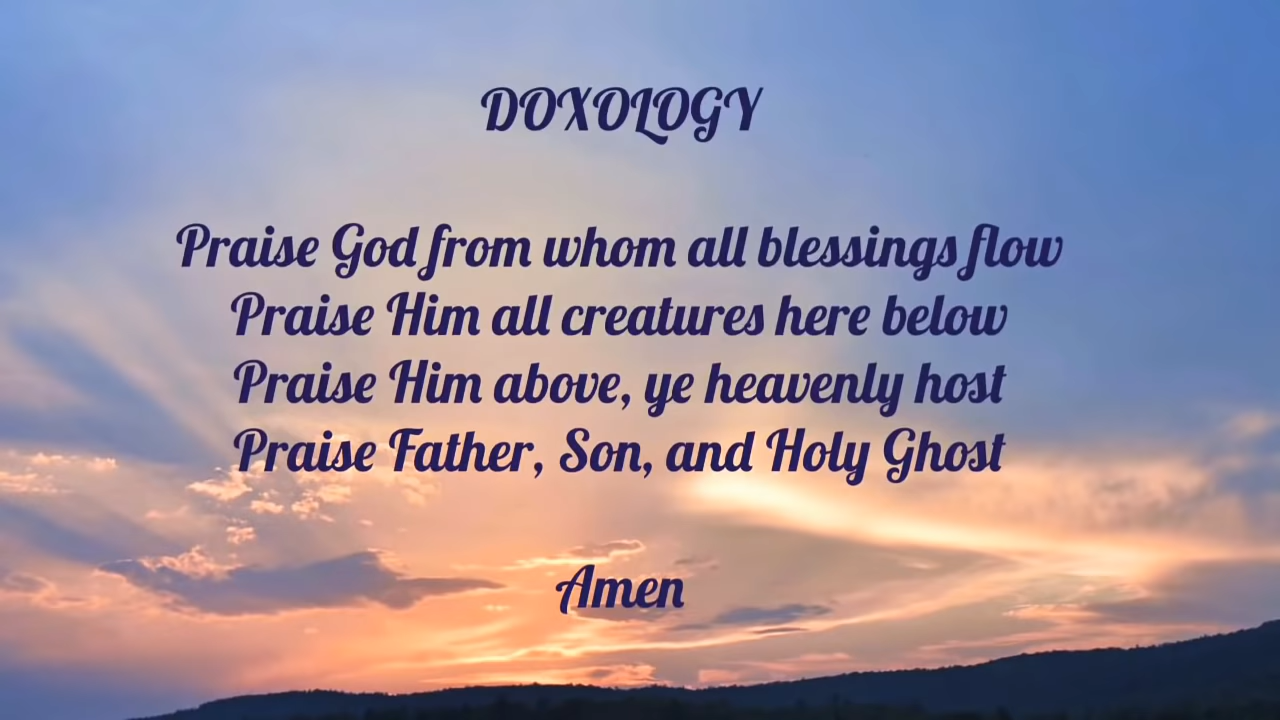 DOXOLOGY
Praise God from whom all blessings flow
Praise Him all creatures here below
Praise Him above, ye heavenly host
Praise Father, Son, and Holy Ghost
Amen